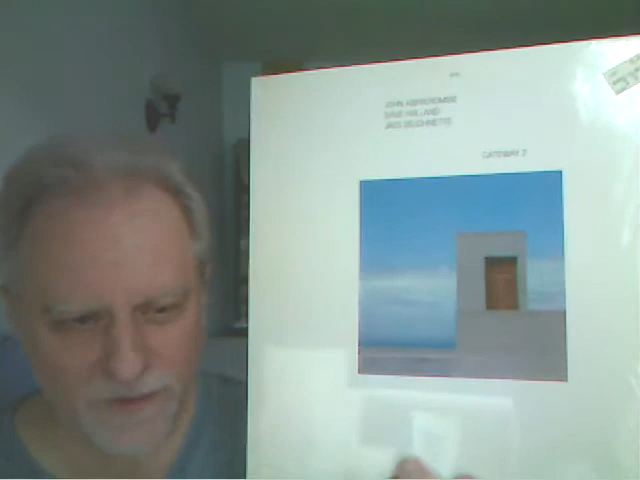 JOHN ABERCROMBIE
DAVE HOLLAND
JACK DEJOHNETTE
GATEWAY 2